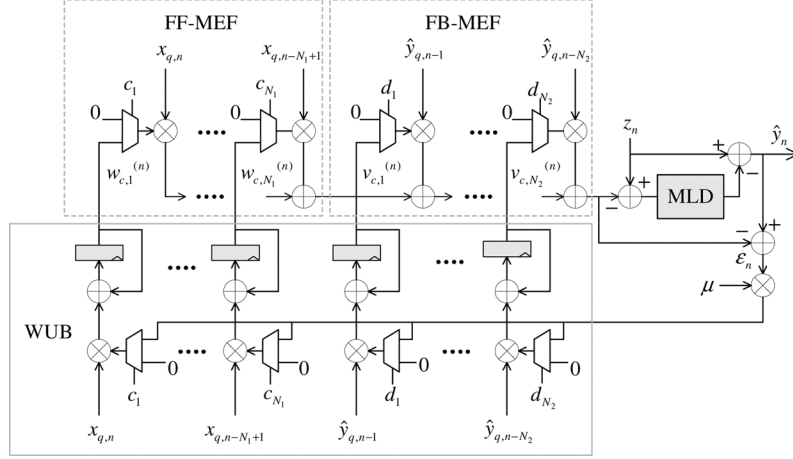 FF-MEF FB-MEF
x_{q,n} x_{q,n-N_1+1} ŷ_{q,n-1} ŷ_{q,n-N_2}
c_1 c_{N_1} d_1 d_{N_2}
0 0 0 0
z_n ŷ_n
+ −
w_{c,1}^{(n)} w_{c,N_1}^{(n)} v_{c,1}^{(n)} v_{c,N_2}^{(n)}
− + MLD
− +
ε_n
μ
WUB
0 0 0 0
c_1 c_{N_1} d_1 d_{N_2}
x_{q,n} x_{q,n-N_1+1} ŷ_{q,n-1} ŷ_{q,n-N_2}